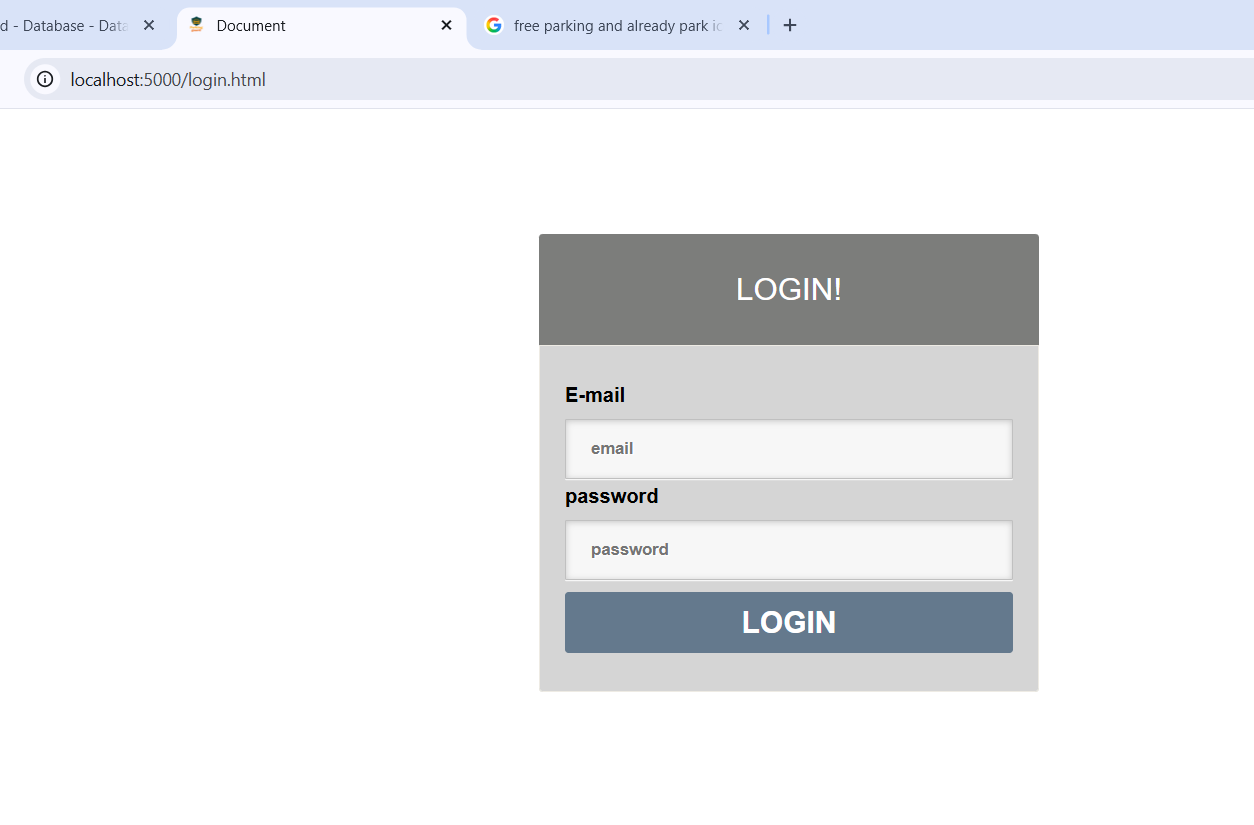 d - Database - Data
Document
free parking and already park ic
localhost:5000/login.html
LOGIN!
E-mail
email
password
password
LOGIN